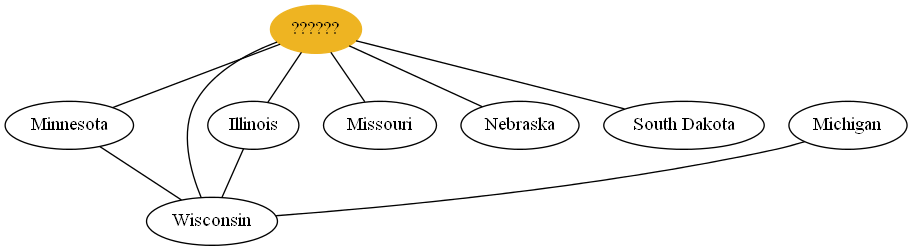 ??????
Minnesota
Illinois
Missouri
Nebraska
South Dakota
Michigan
Wisconsin